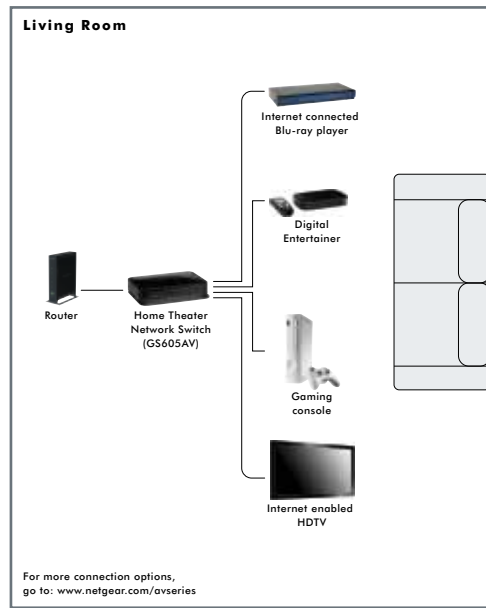 Living Room
Internet connected
Blu-ray player
Digital
Entertainer
Router
Home Theater
Network Switch
(GS605AV)
Gaming
console
Internet enabled
HDTV
For more connection options,
go to: www.netgear.com/avseries